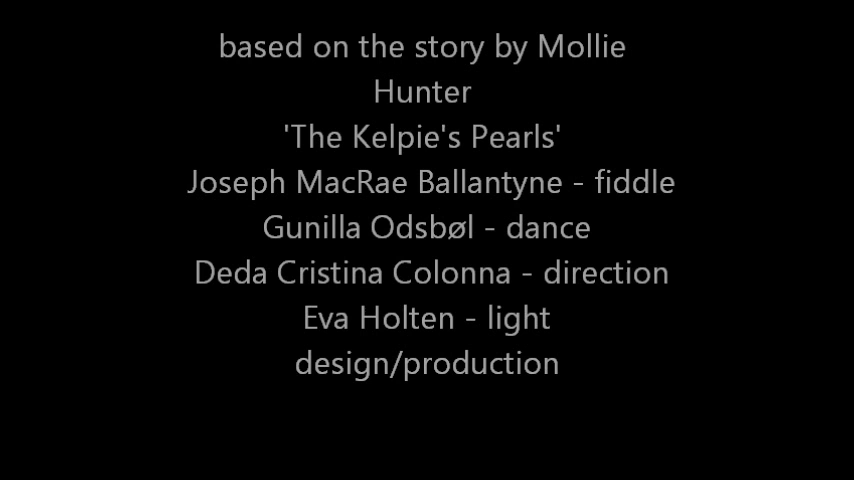 based on the story by Mollie
Hunter
'The Kelpie's Pearls'
Joseph MacRae Ballantyne - fiddle
Gunilla Odsbøl - dance
Deda Cristina Colonna - direction
Eva Holten - light
design/production